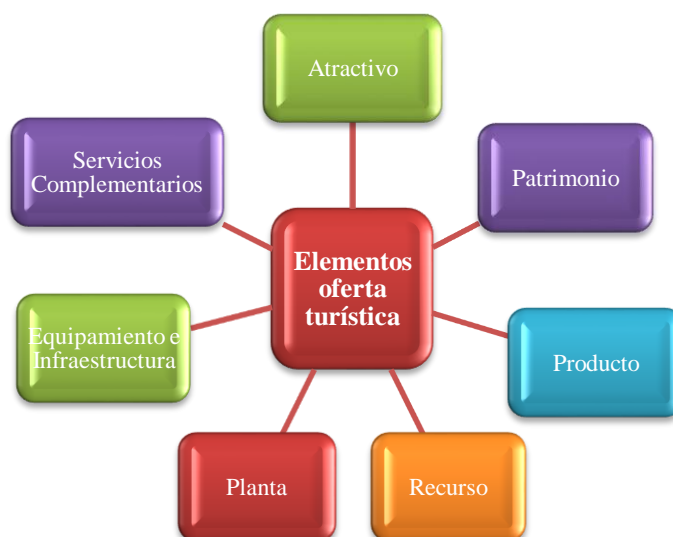 Atractivo
Servicios
Complementarios
Patrimonio
Elementos
oferta
turística
Equipamiento e
Infraestructura
Producto
Planta
Recurso